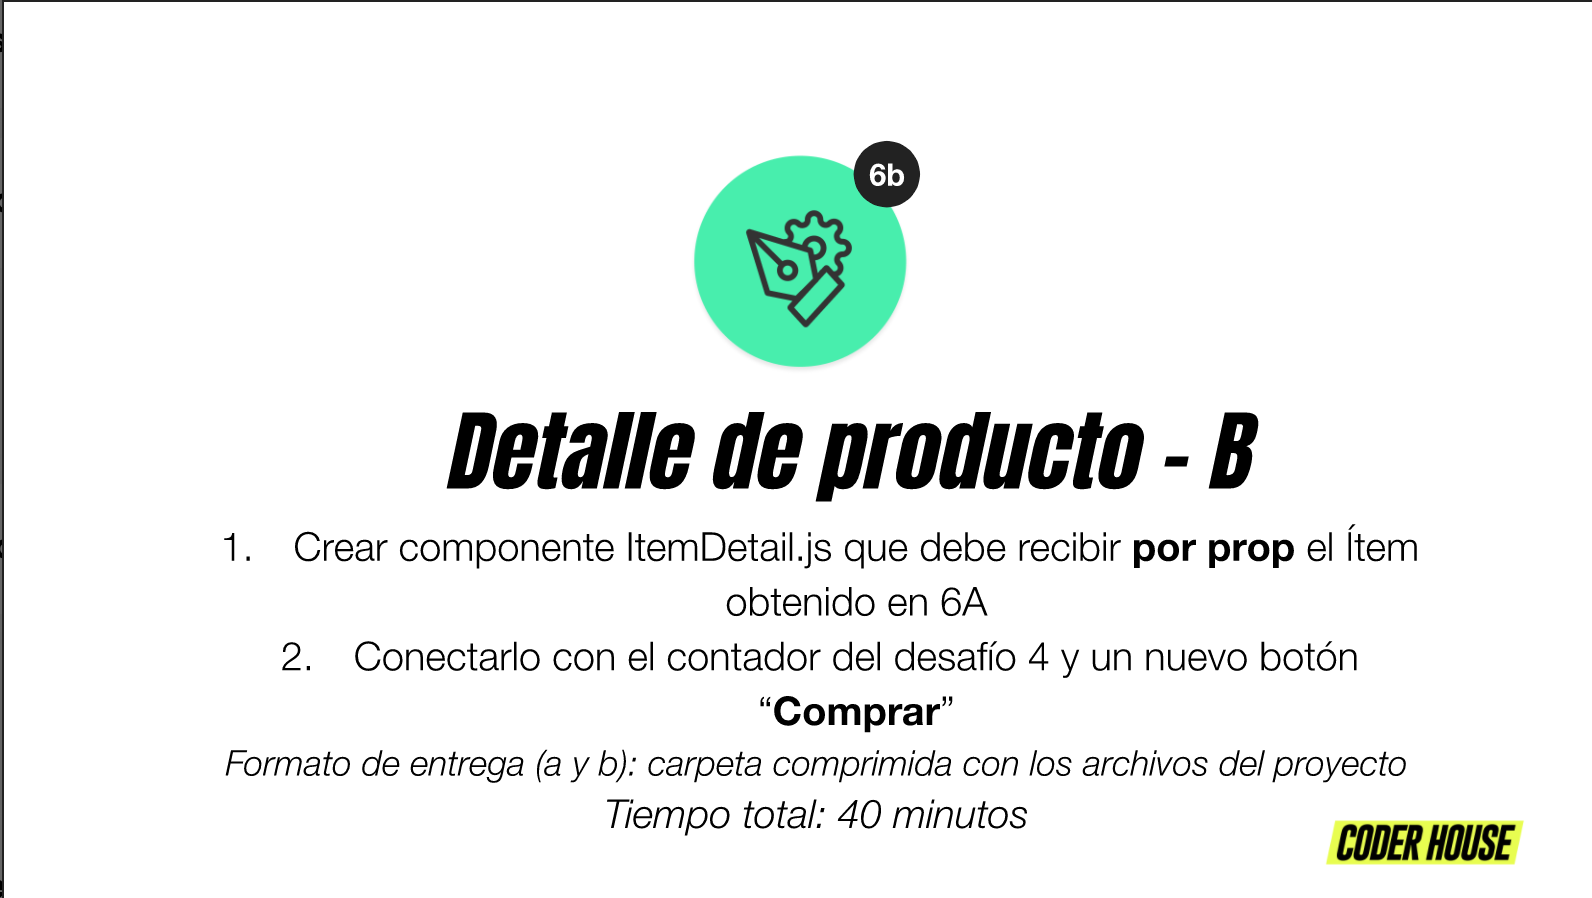 6b
Detalle de producto - B
1. Crear componente ItemDetail.js que debe recibir por prop el Ítem
obtenido en 6A
2. Conectarlo con el contador del desafío 4 y un nuevo botón
“Comprar”
Formato de entrega (a y b): carpeta comprimida con los archivos del proyecto
Tiempo total: 40 minutos
CODER HOUSE